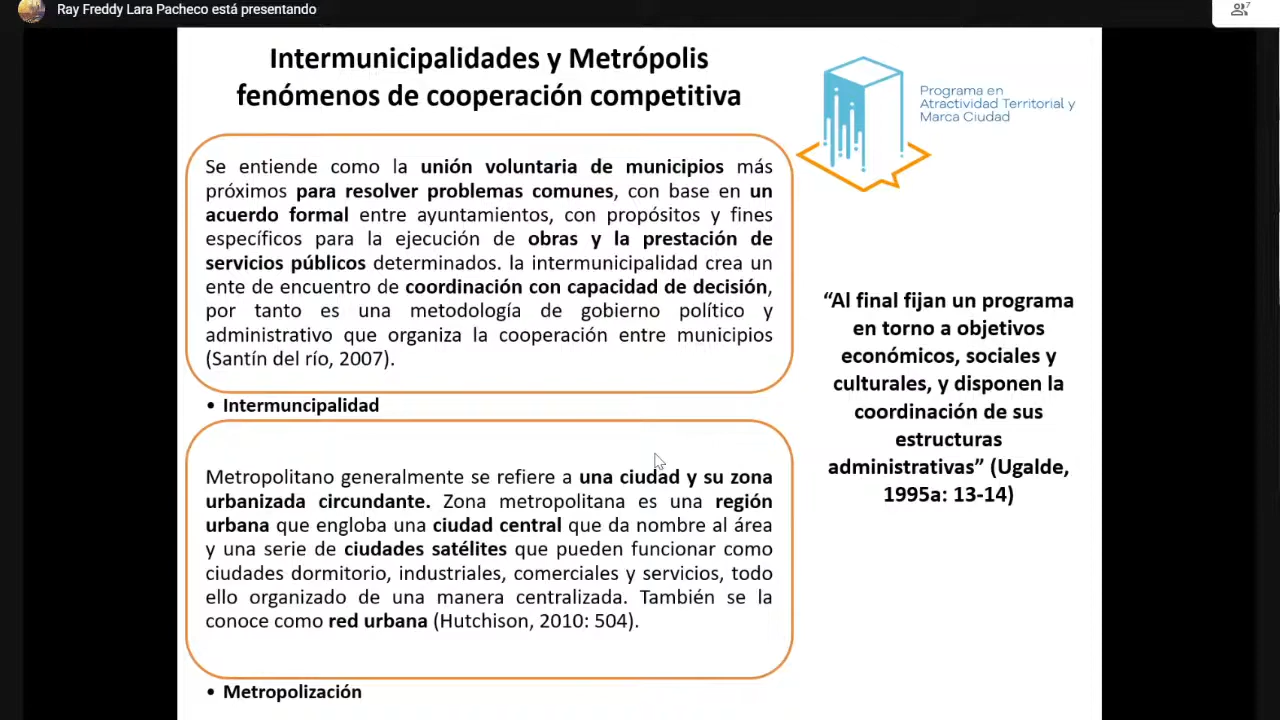 Ray Freddy Lara Pacheco está presentando
7
Intermunicipalidades y Metrópolis
fenómenos de cooperación competitiva
Programa en
Atractividad Territorial y
Marca Ciudad
Se entiende como la unión voluntaria de municipios más
próximos para resolver problemas comunes, con base en un
acuerdo formal entre ayuntamientos, con propósitos y fines
específicos para la ejecución de obras y la prestación de
servicios públicos determinados. la intermunicipalidad crea un
ente de encuentro de coordinación con capacidad de decisión,
por tanto es una metodología de gobierno político y
administrativo que organiza la cooperación entre municipios
(Santín del río, 2007).
• Intermuncipalidad
Metropolitano generalmente se refiere a una ciudad y su zona
urbanizada circundante. Zona metropolitana es una región
urbana que engloba una ciudad central que da nombre al área
y una serie de ciudades satélites que pueden funcionar como
ciudades dormitorio, industriales, comerciales y servicios, todo
ello organizado de una manera centralizada. También se la
conoce como red urbana (Hutchison, 2010: 504).
• Metropolización
“Al final fijan un programa
en torno a objetivos
económicos, sociales y
culturales, y disponen la
coordinación de sus
estructuras
administrativas” (Ugalde,
1995a: 13-14)